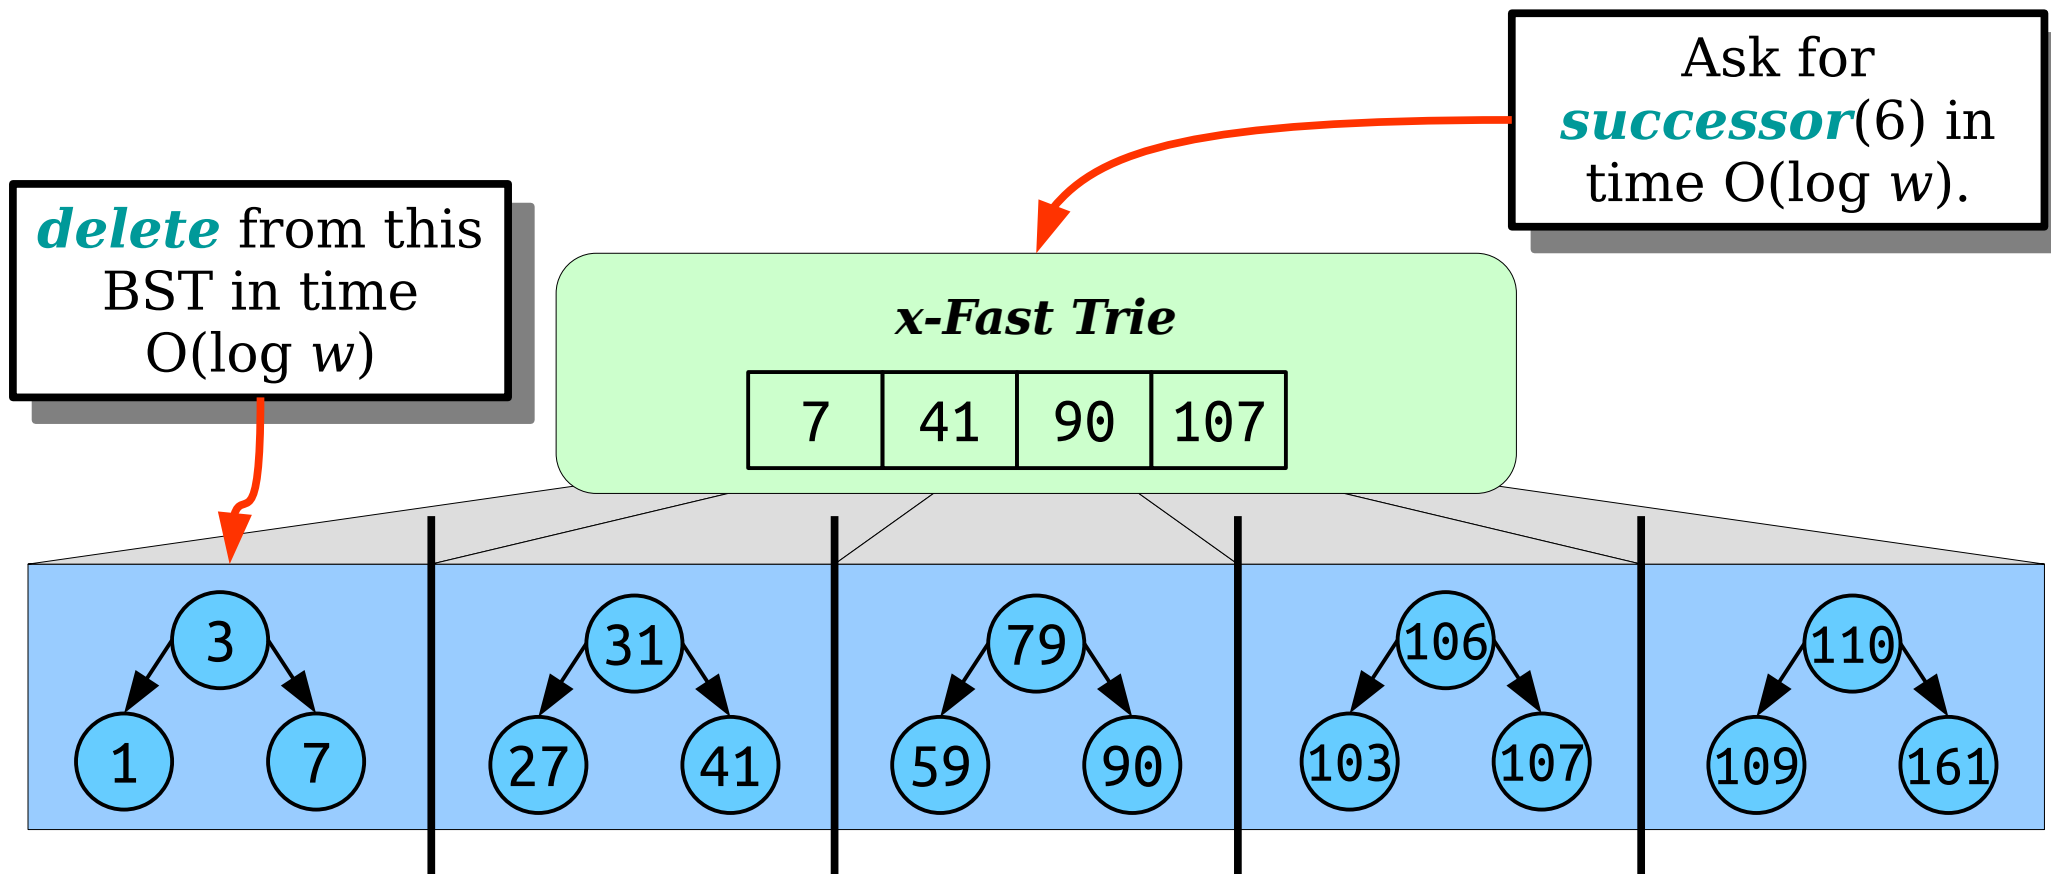 Ask for
successor(6) in
time O(log w).
delete from this
BST in time
O(log w)
x-Fast Trie
7 41 90 107
3 31 79 106 110
1 7 27 41 59 90 103 107 109 161